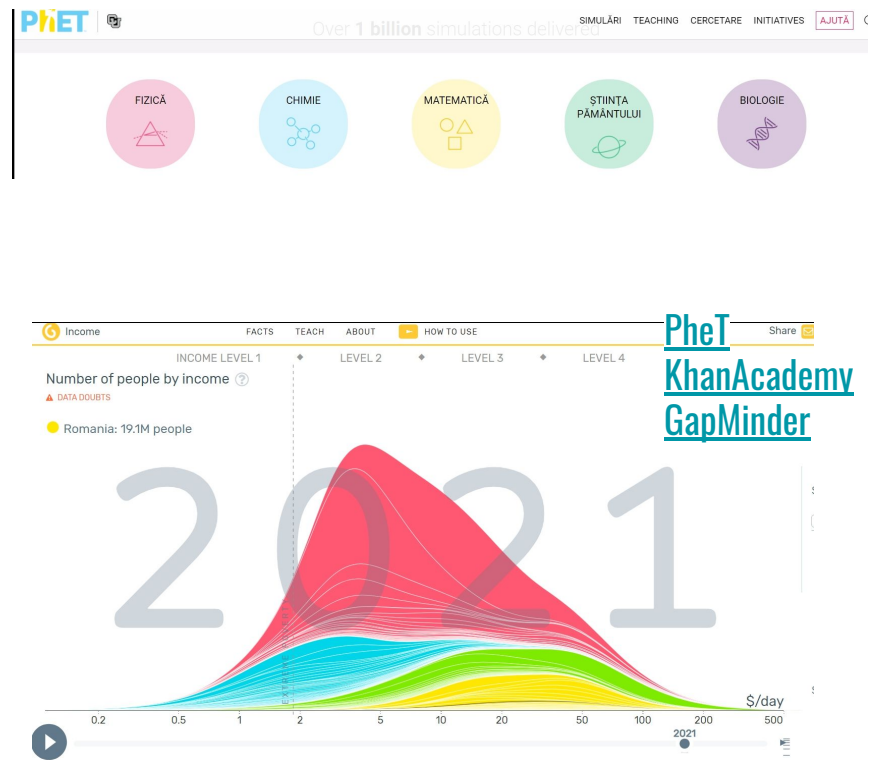 PhET
Over 1 billion simulations delivered
SIMULĂRI TEACHING CERCETARE INITIATIVES AJUTĂ
FIZICĂ CHIMIE MATEMATICĂ ȘTIINȚA PĂMÂNTULUI BIOLOGIE
PheT
KhanAcademy
GapMinder
Income FACTS TEACH ABOUT HOW TO USE Share
INCOME LEVEL 1 LEVEL 2 LEVEL 3 LEVEL 4
Number of people by income ?
DATA DOUBTS
Romania: 19.1M people
2021
EXTREME POVERTY
$/day
0.2 0.5 1 2 5 10 20 50 100 200 500
2021